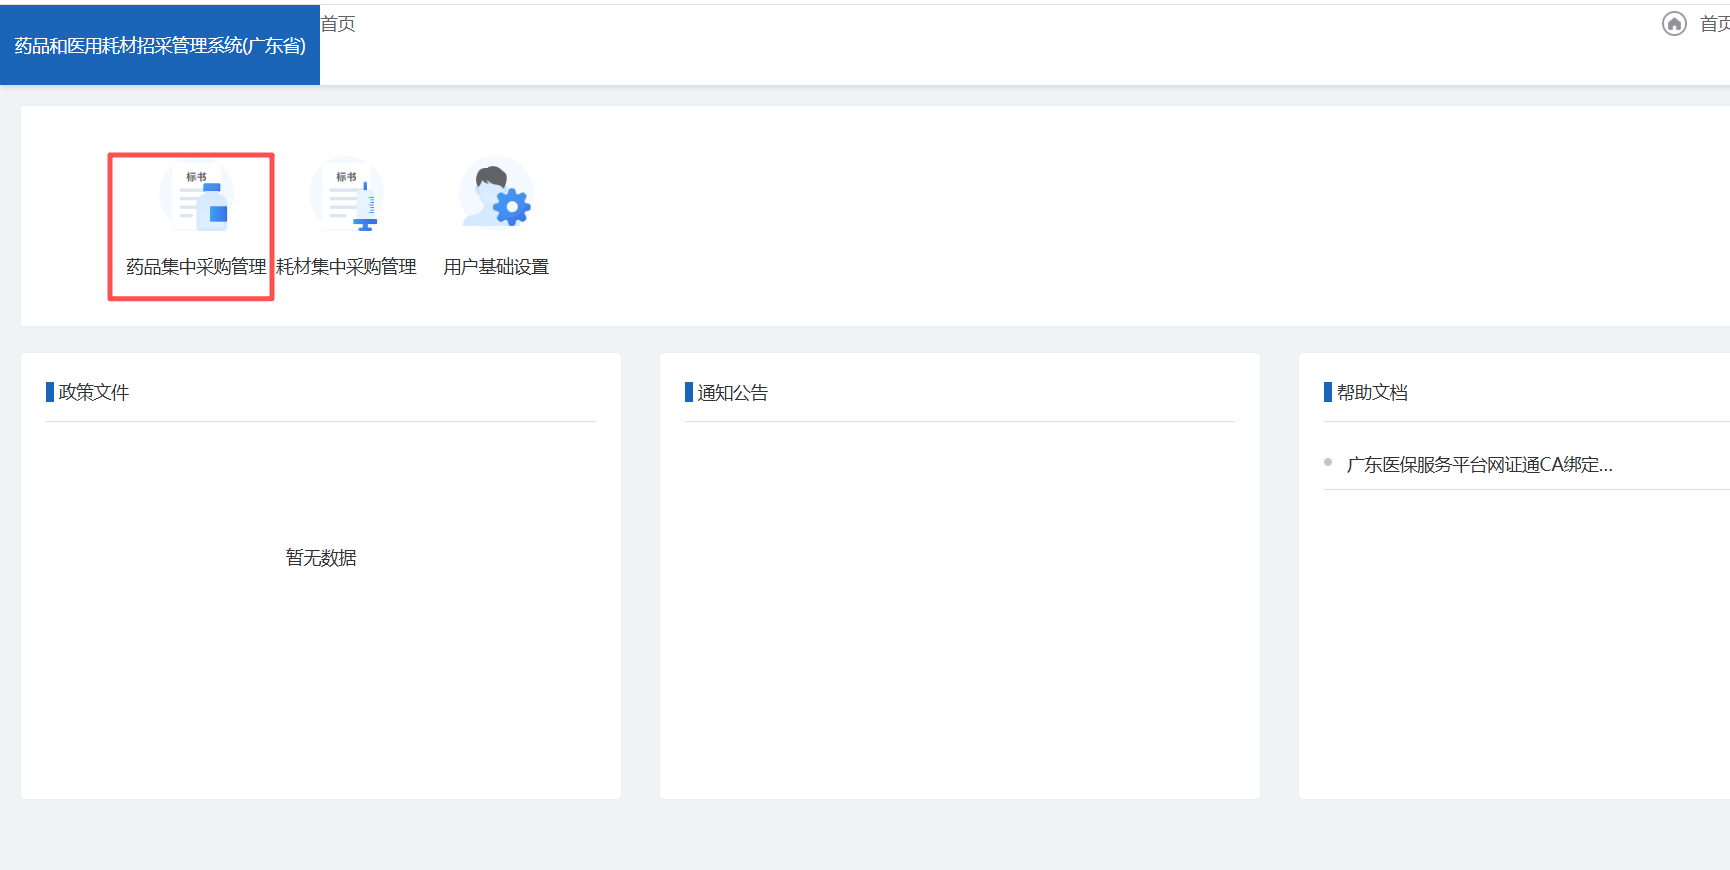 药品和医用耗材招采管理系统(广东省)
首页
首页
标书
标书
药品集中采购管理
耗材集中采购管理
用户基础设置
政策文件
通知公告
帮助文档
广东医保服务平台网证通CA绑定...
暂无数据